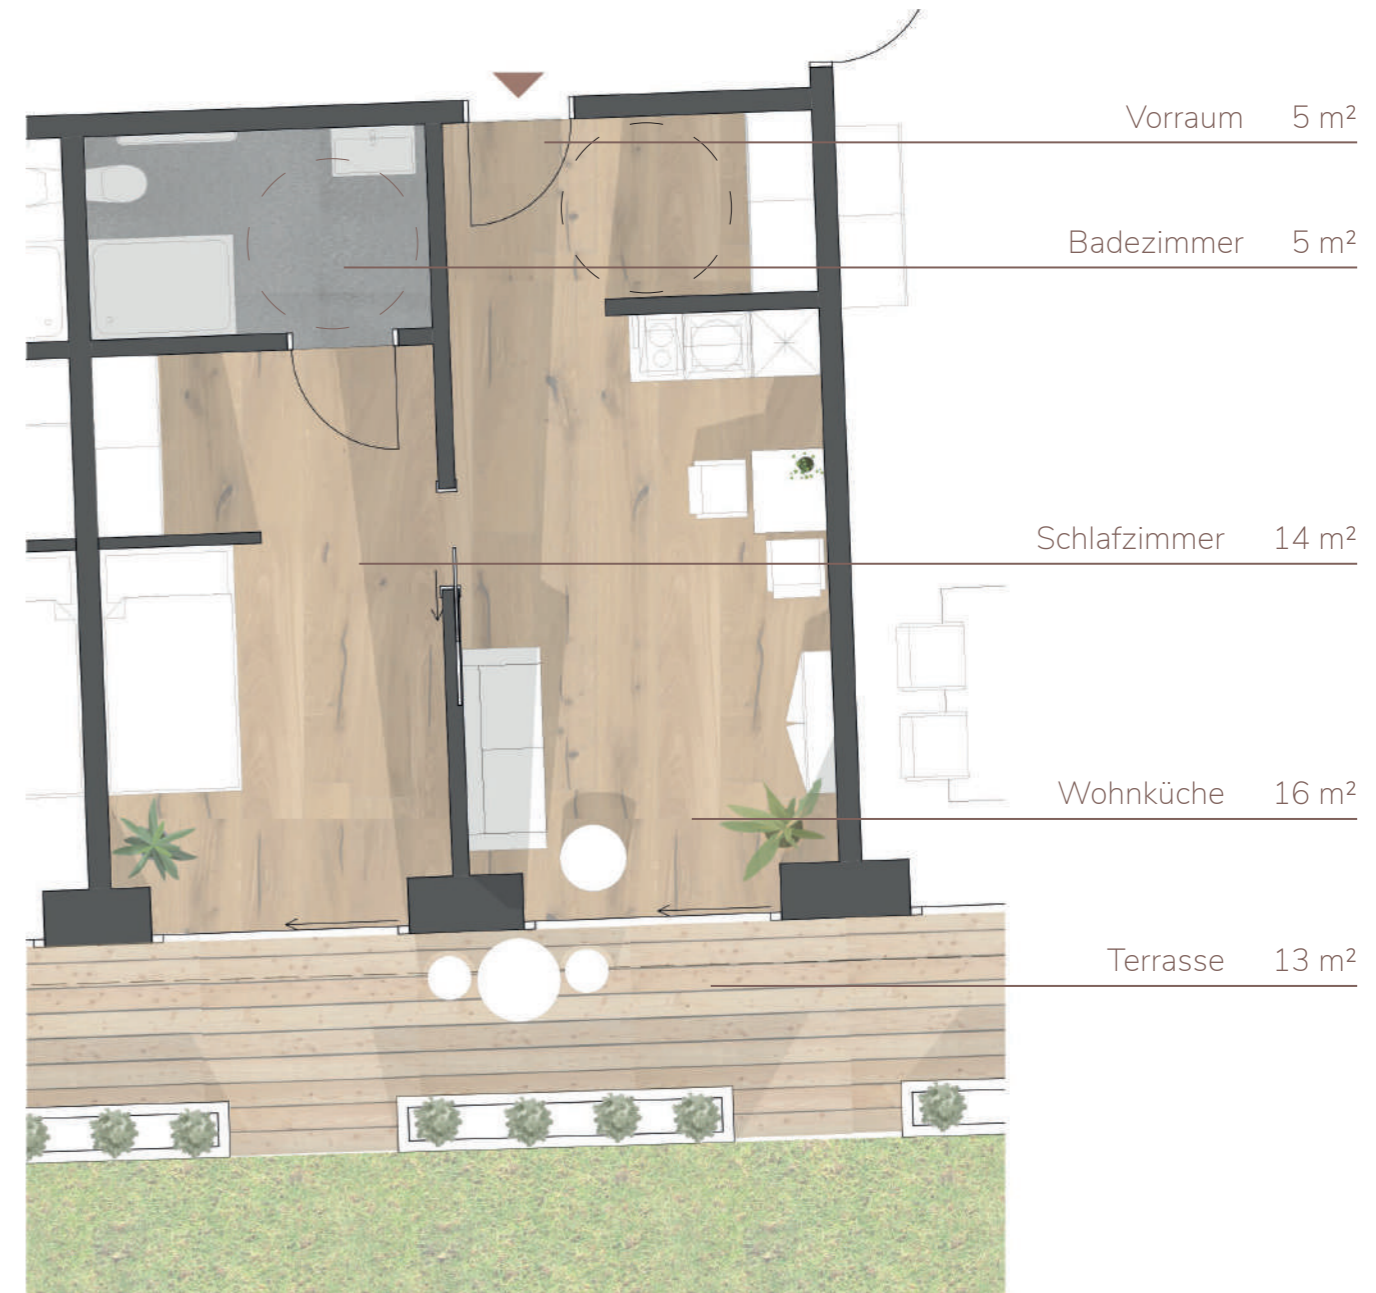 Vorraum 5 m²
Badezimmer 5 m²
Schlafzimmer 14 m²
Wohnküche 16 m²
Terrasse 13 m²